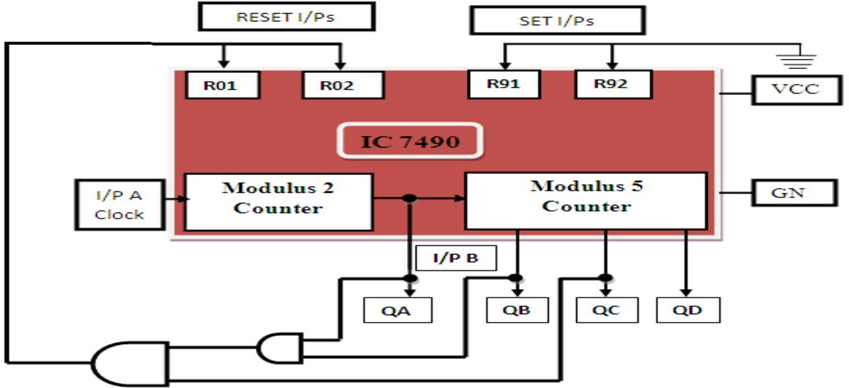 RESET I/Ps
SET I/Ps
R01
R02
R91
R92
VCC
IC 7490
I/P A
Clock
Modulus 2
Counter
Modulus 5
Counter
GN
I/P B
QA
QB
QC
QD